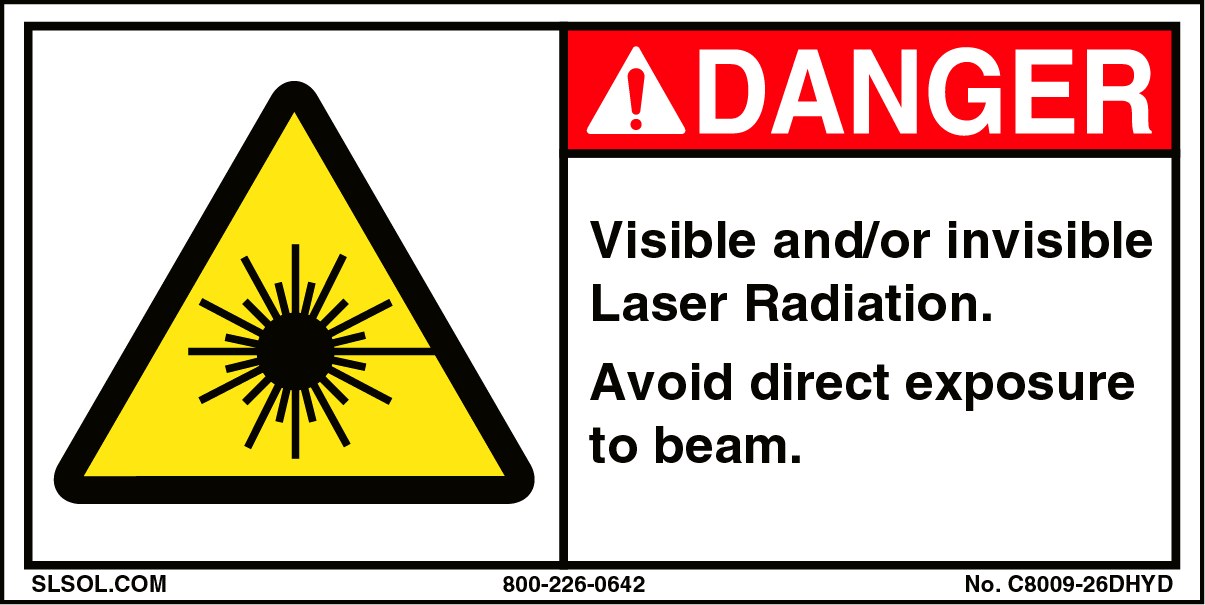 DANGER
Visible and/or invisible
Laser Radiation.
Avoid direct exposure
to beam.
SLSOL.COM 800-226-0642 No. C8009-26DHYD